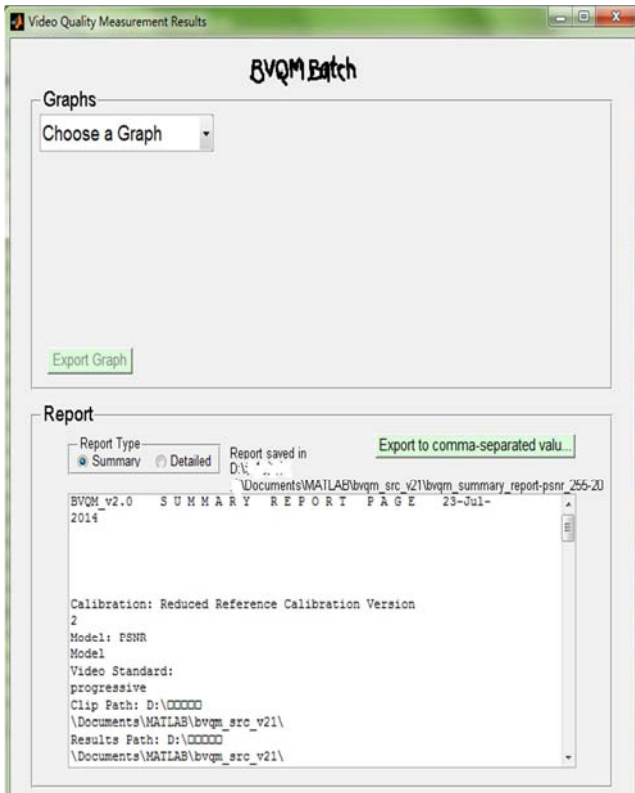 Video Quality Measurement Results
BVQM Batch
Graphs
Choose a Graph
Export Graph
Report
Report Type
Summary Detailed
Report saved in
D:\
\Documents\MATLAB\bvqm_src_v21\bvqm_summary_report-psnr_255-20
Export to comma-separated valu...
BVQM_v2.0 S U M M A R Y R E P O R T P A G E 23-Jul-
2014
Calibration: Reduced Reference Calibration Version
2
Model: PSNR
Model
Video Standard:
progressive
Clip Path: D:\□□□□□
\Documents\MATLAB\bvqm_src_v21\
Results Path: D:\□□□□□
\Documents\MATLAB\bvqm_src_v21\